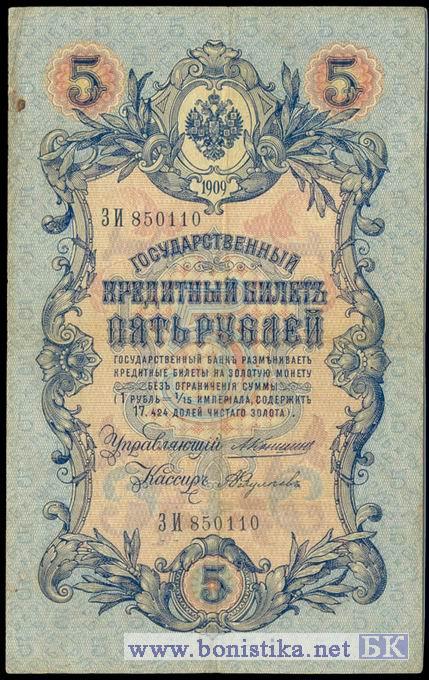 5 5
1909
ЗИ 850110
ГОСУДАРСТВЕННЫЙ
КРЕДИТНЫЙ БИЛЕТЪ
ПЯТЬ РУБЛЕЙ
ГОСУДАРСТВЕННЫЙ БАНКЪ РАЗМѢНИВАЕТЪ
КРЕДИТНЫЕ БИЛЕТЫ НА ЗОЛОТУЮ МОНЕТУ
БЕЗЪ ОГРАНИЧЕНІЯ СУММЫ
(1 РУБЛЬ = 1/15 ИМПЕРІАЛА, СОДЕРЖИТЪ
17,424 ДОЛЕЙ ЧИСТАГО ЗОЛОТА).
Управляющій
Кассиръ
ЗИ 850110
5
www.bonistika.net БК